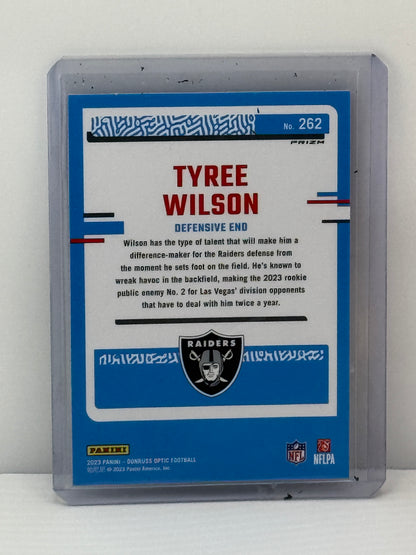 No. 262
PRIZM
TYREE
WILSON
DEFENSIVE END
Wilson has the type of talent that will make him a
difference-maker for the Raiders defense from
the moment he sets foot on the field. He's known to
wreak havoc in the backfield, making the 2023 rookie
public enemy No. 2 for Las Vegas' division opponents
that have to deal with him twice a year.
RAIDERS
PANINI
2023 PANINI - DONRUSS OPTIC FOOTBALL
© 2023 Panini America, Inc.
NFL
NFLPA